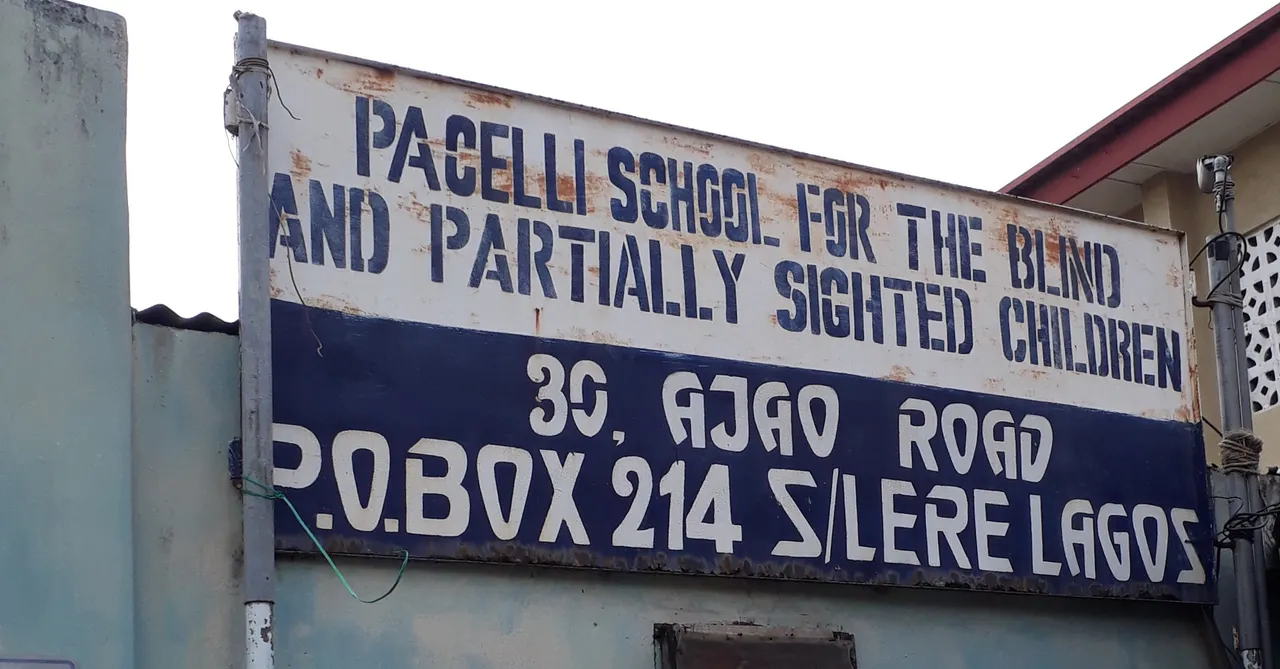 PACELLI SCHOOL FOR THE BLIND
AND PARTIALLY SIGHTED CHILDREN
30, AJAO ROAD
P.O.BOX 214 S/LERE LAGOS